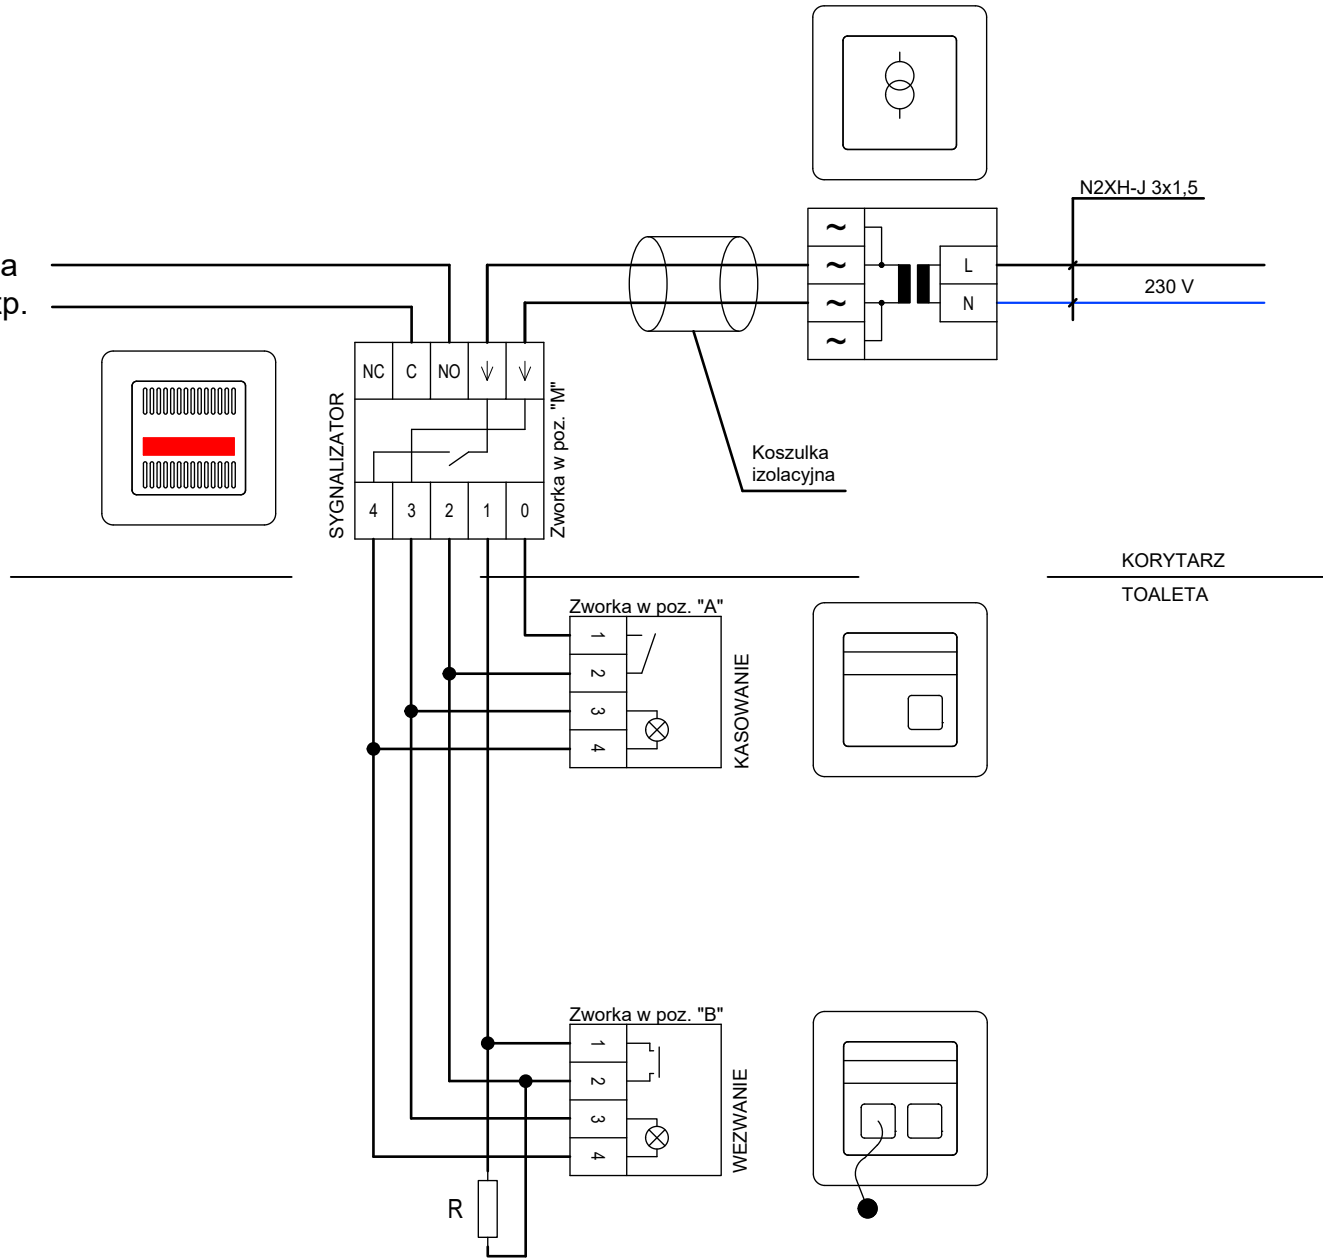 N2XH-J 3x1,5
a
~
~
L
230 V
~
N
~
xp.
NC C NO
SYGNALIZATOR
Zworka w poz. "M"
Koszulka
izolacyjna
4 3 2 1 0
KORYTARZ
TOALETA
Zworka w poz. "A"
1
2
3
4
KASOWANIE
Zworka w poz. "B"
1
2
3
4
WEZWANIE
R